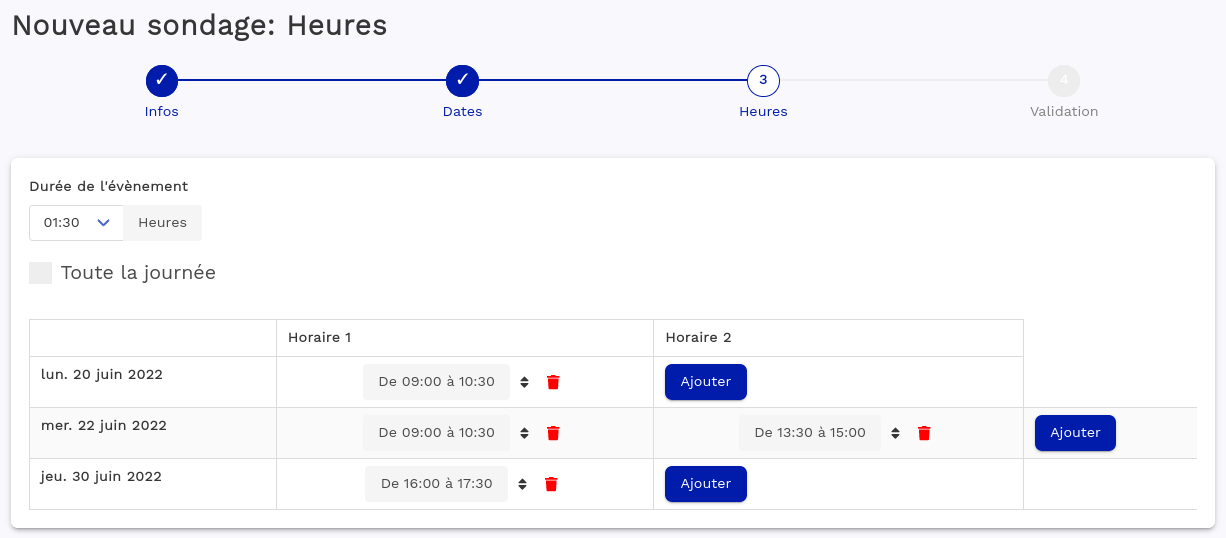 Nouveau sondage: Heures
✓ ✓ 3 4
Infos Dates Heures Validation
Durée de l'évènement
01:30 Heures
Toute la journée
Horaire 1 Horaire 2
lun. 20 juin 2022 De 09:00 à 10:30 Ajouter
mer. 22 juin 2022 De 09:00 à 10:30 De 13:30 à 15:00 Ajouter
jeu. 30 juin 2022 De 16:00 à 17:30 Ajouter